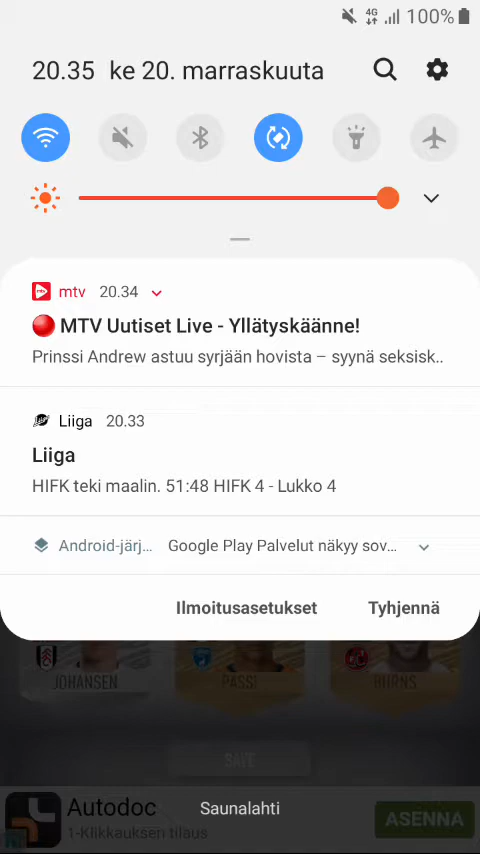 4G 100%
20.35 ke 20. marraskuuta
mtv 20.34
MTV Uutiset Live - Yllätyskäänne!
Prinssi Andrew astuu syrjään hovista – syynä seksisk..
Liiga 20.33
Liiga
HIFK teki maalin. 51:48 HIFK 4 - Lukko 4
Android-järj... Google Play Palvelut näkyy sov...
Ilmoitusasetukset Tyhjennä
JOHANSEN PASSI BURNS
SAVE
Autodoc
1-Klikkauksen tilaus
Saunalahti
ASENNA